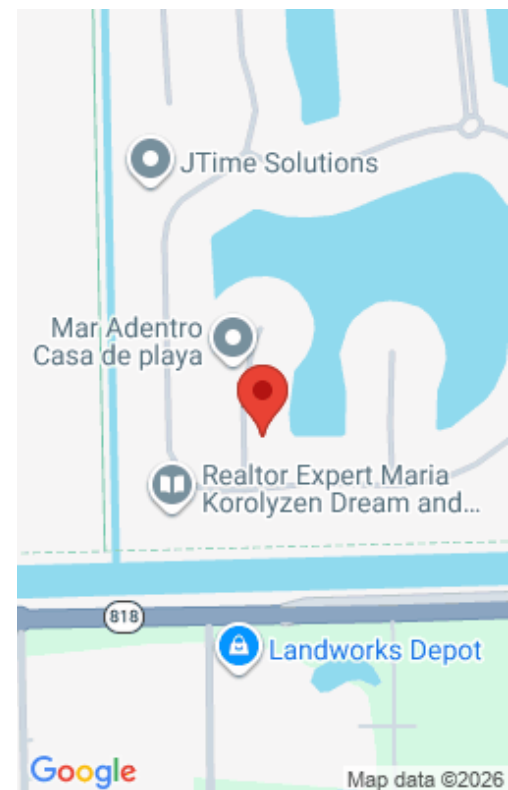 JTime Solutions
Mar Adentro
Casa de playa
Realtor Expert Maria
Korolyzen Dream and...
818
Landworks Depot
Google
Map data ©2026